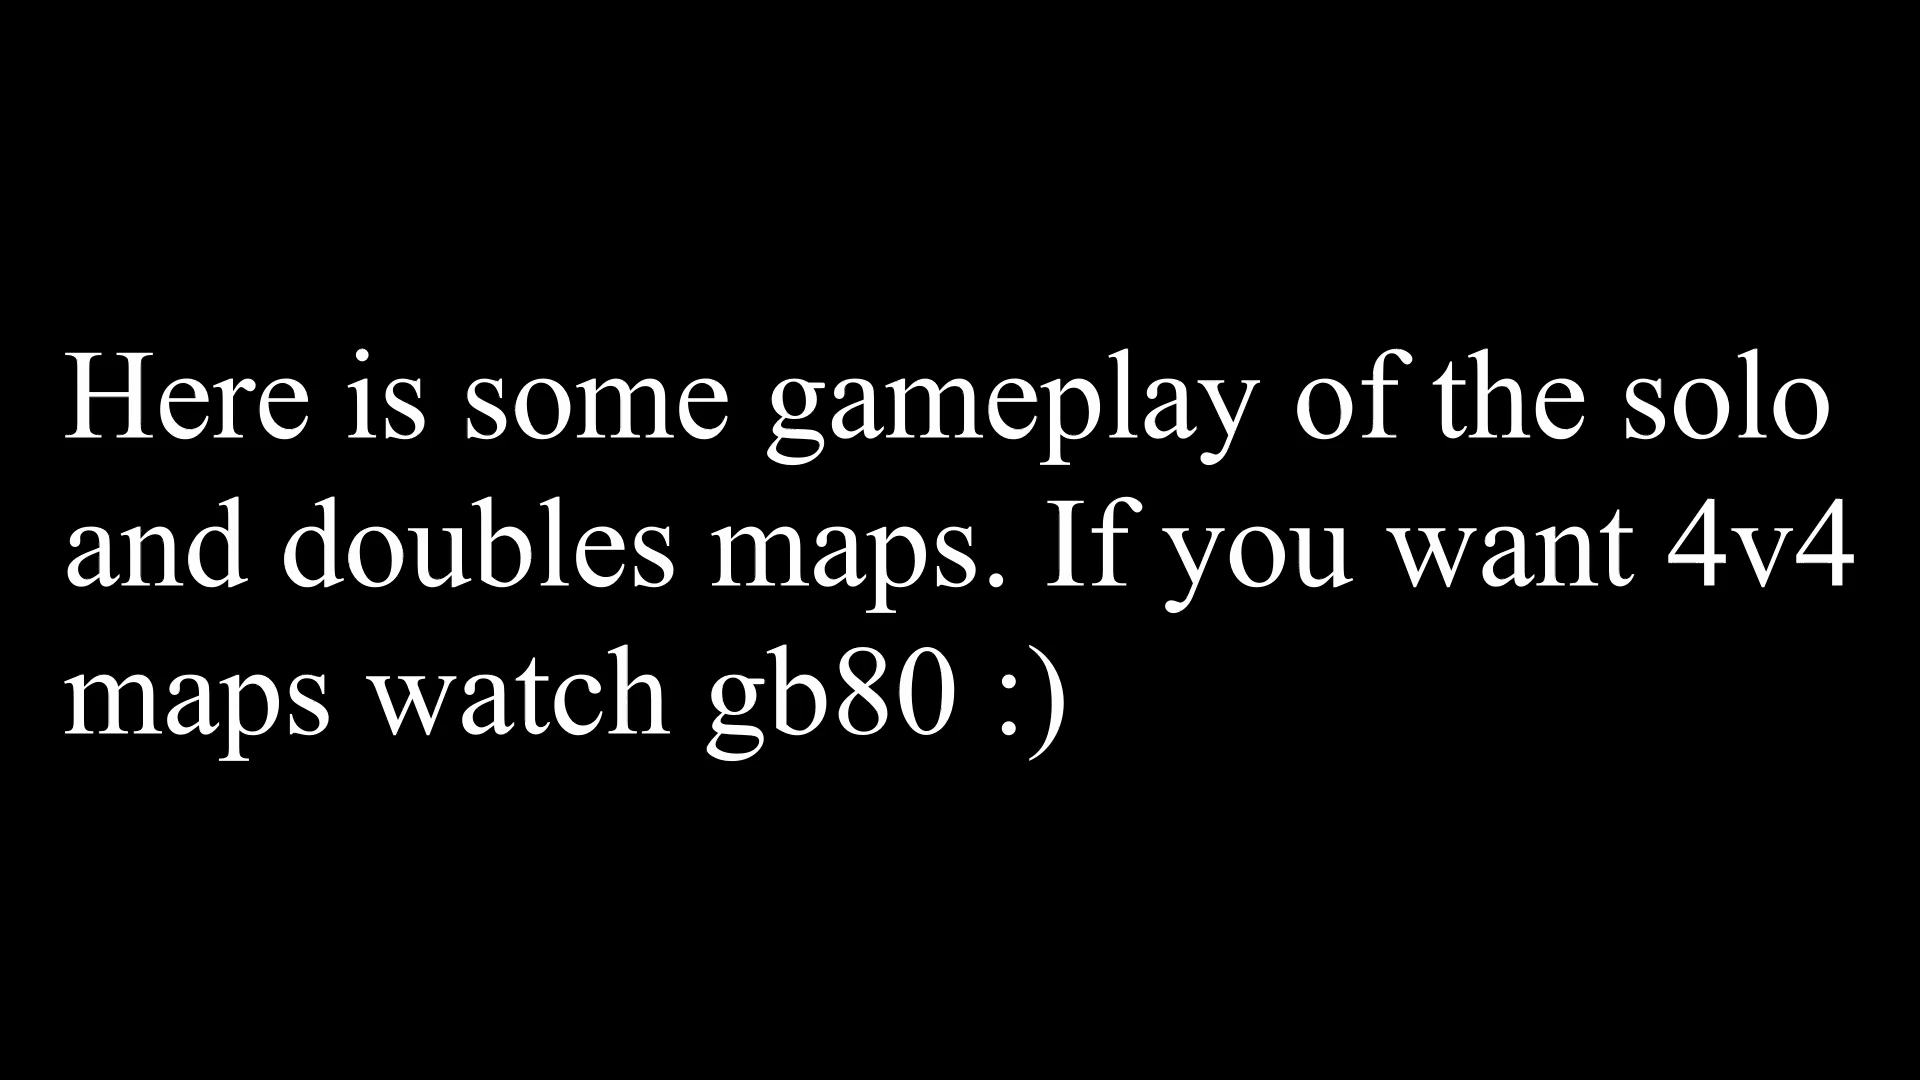 Here is some gameplay of the solo
and doubles maps. If you want 4v4
maps watch gb80 :)